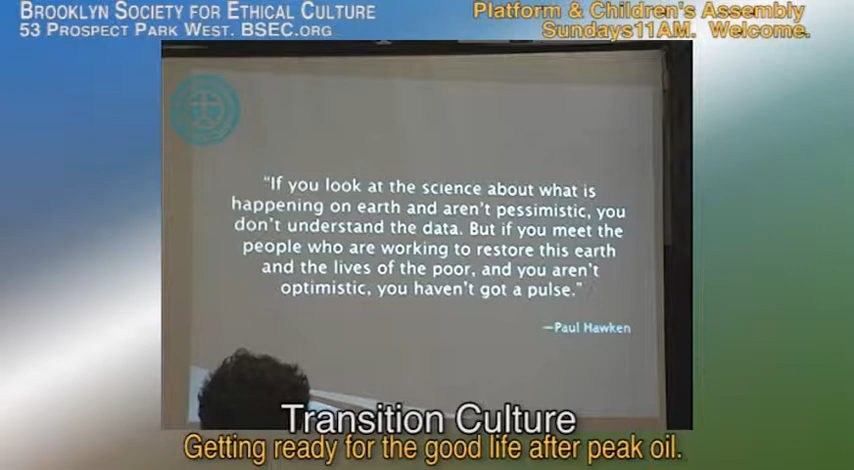 BROOKLYN SOCIETY FOR ETHICAL CULTURE
53 PROSPECT PARK WEST. BSEC.ORG
Platform & Children's Assembly
Sundays11AM. Welcome.
"If you look at the science about what is
happening on earth and aren't pessimistic, you
don't understand the data. But if you meet the
people who are working to restore this earth
and the lives of the poor, and you aren't
optimistic, you haven't got a pulse."
—Paul Hawken
Transition Culture
Getting ready for the good life after peak oil.